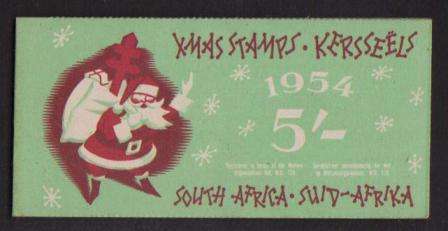 XMAS STAMPS · KERSSEËLS
1954
5/-
SOUTH AFRICA · SUID-AFRIKA